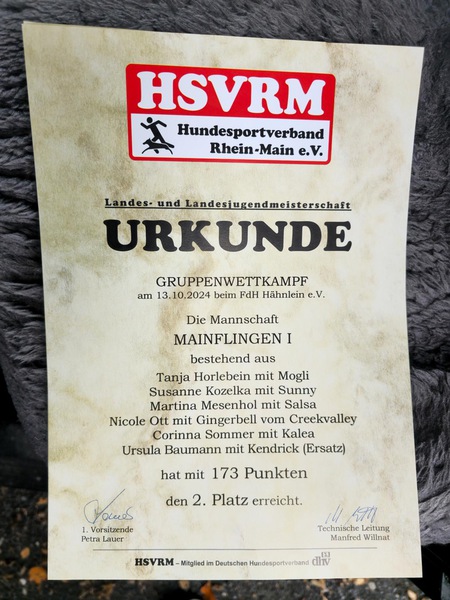 HSVRM
Hundesportverband
Rhein-Main e.V.
Landes- und Landesjugendmeisterschaft
URKUNDE
GRUPPENWETTKAMPF
am 13.10.2024 beim FdH Hähnlein e.V.
Die Mannschaft
MAINFLINGEN I
bestehend aus
Tanja Horlebein mit Mogli
Susanne Kozelka mit Sunny
Martina Mesenhol mit Salsa
Nicole Ott mit Gingerbell vom Creekvalley
Corinna Sommer mit Kalea
Ursula Baumann mit Kendrick (Ersatz)
hat mit 173 Punkten
den 2. Platz erreicht.
1. Vorsitzende
Petra Lauer
Technische Leitung
Manfred Willnat
HSVRM – Mitglied im Deutschen Hundesportverband dhv